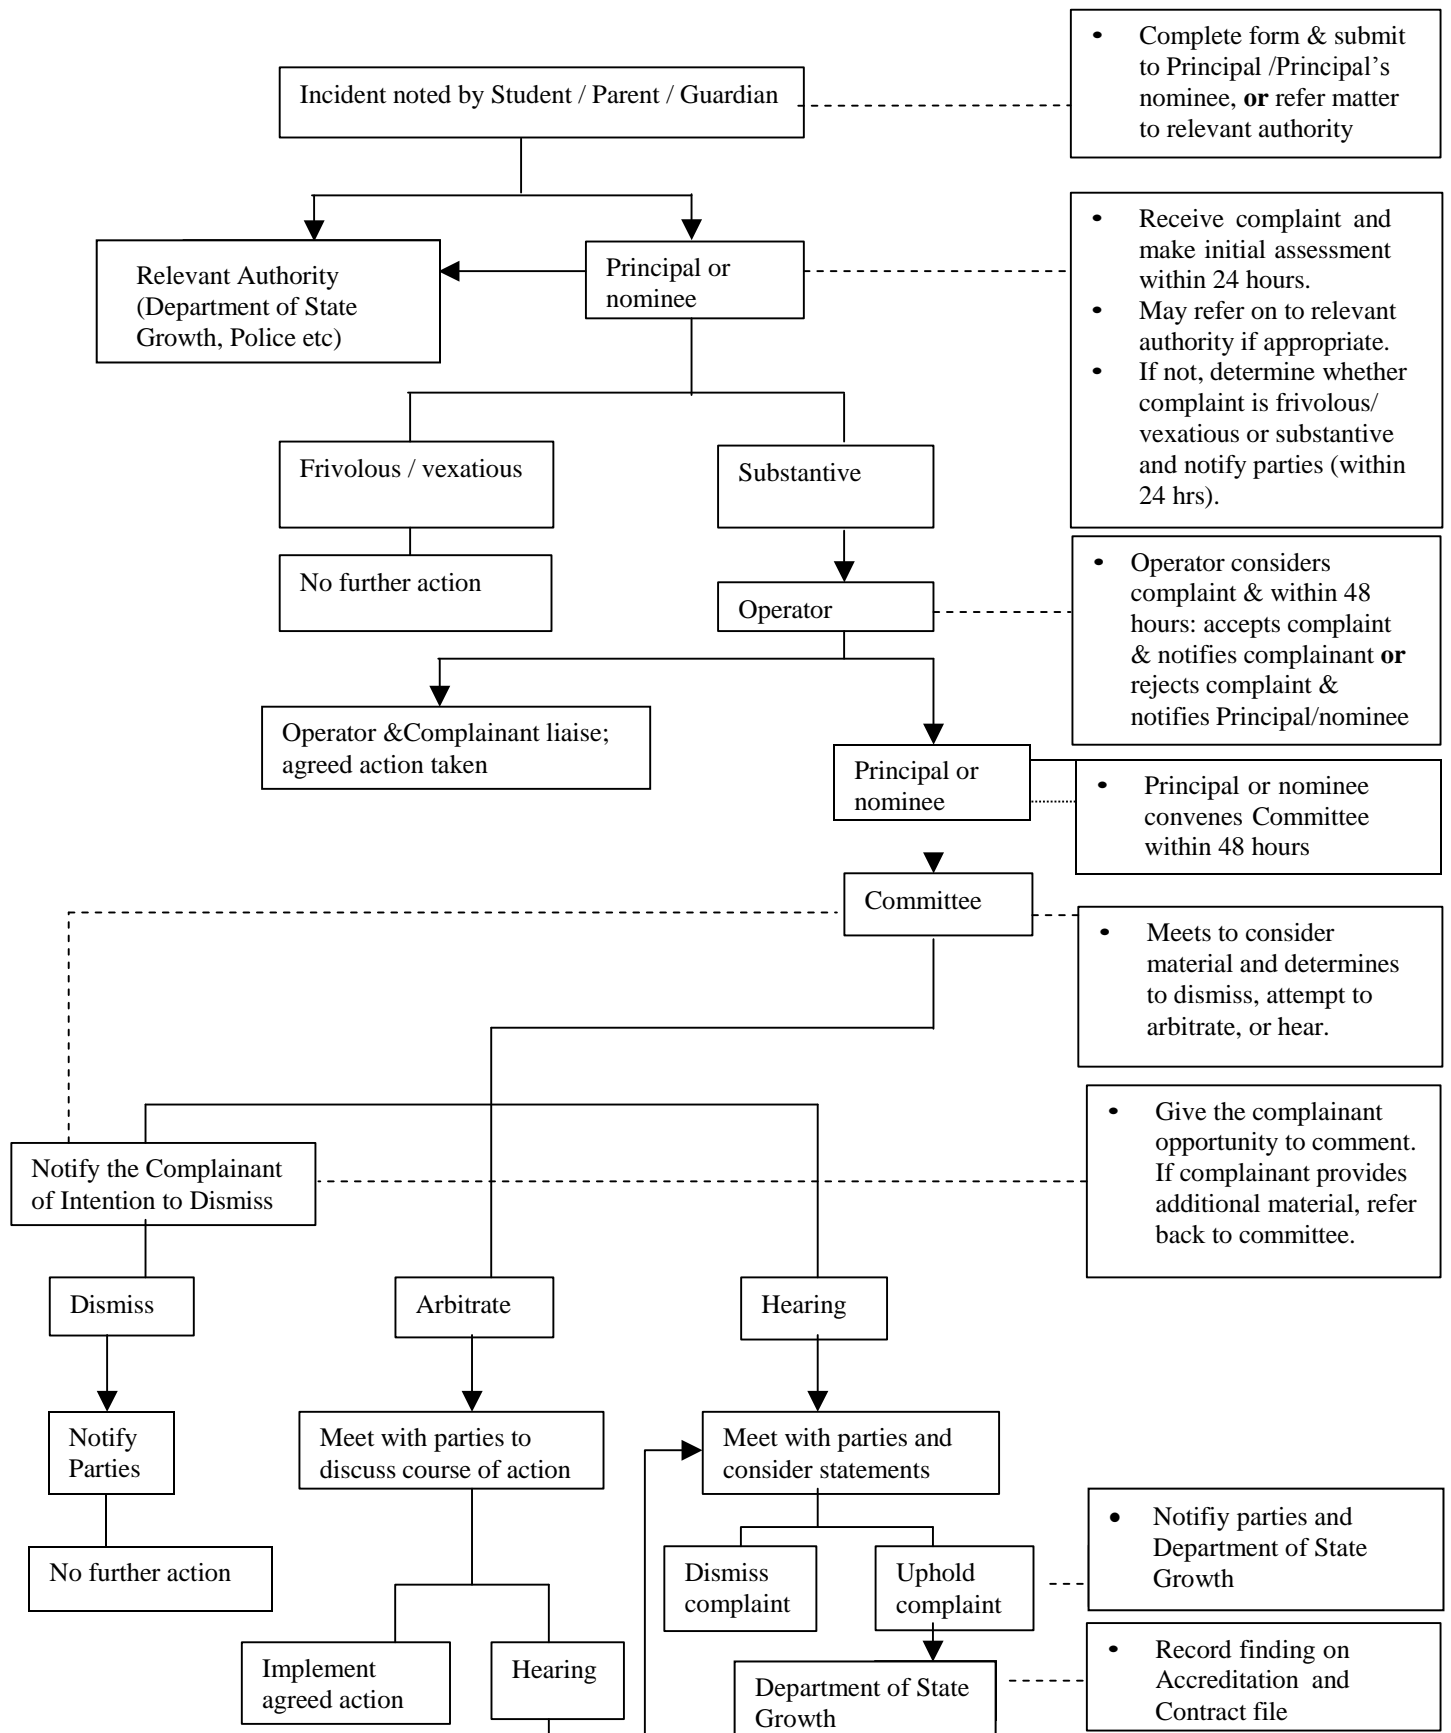 • Complete form & submit
to Principal /Principal’s
nominee, or refer matter
to relevant authority
Incident noted by Student / Parent / Guardian
• Receive complaint and
make initial assessment
within 24 hours.
• May refer on to relevant
authority if appropriate.
• If not, determine whether
complaint is frivolous/
vexatious or substantive
and notify parties (within
24 hrs).
Relevant Authority
(Department of State
Growth, Police etc)
Principal or
nominee
Frivolous / vexatious
Substantive
No further action
Operator
• Operator considers
complaint & within 48
hours: accepts complaint
& notifies complainant or
rejects complaint &
notifies Principal/nominee
Operator &Complainant liaise;
agreed action taken
Principal or
nominee
• Principal or nominee
convenes Committee
within 48 hours
Committee
• Meets to consider
material and determines
to dismiss, attempt to
arbitrate, or hear.
Notify the Complainant
of Intention to Dismiss
• Give the complainant
opportunity to comment.
If complainant provides
additional material, refer
back to committee.
Dismiss
Arbitrate
Hearing
Notify
Parties
Meet with parties to
discuss course of action
Meet with parties and
consider statements
No further action
Dismiss
complaint
Uphold
complaint
• Notifiy parties and
Department of State
Growth
Implement
agreed action
Hearing
Department of State
Growth
• Record finding on
Accreditation and
Contract file